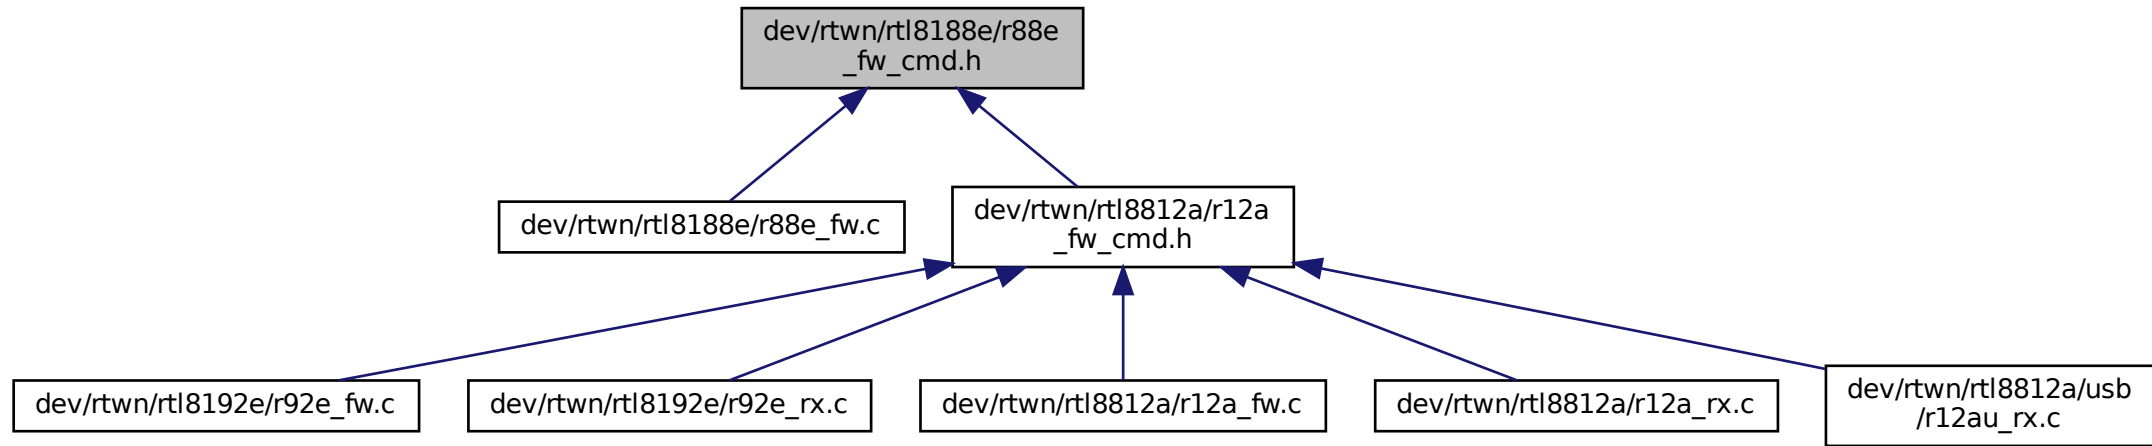 dev/rtwn/rtl8188e/r88e
_fw_cmd.h
dev/rtwn/rtl8188e/r88e_fw.c
dev/rtwn/rtl8812a/r12a
_fw_cmd.h
dev/rtwn/rtl8192e/r92e_fw.c
dev/rtwn/rtl8192e/r92e_rx.c
dev/rtwn/rtl8812a/r12a_fw.c
dev/rtwn/rtl8812a/r12a_rx.c
dev/rtwn/rtl8812a/usb
/r12au_rx.c